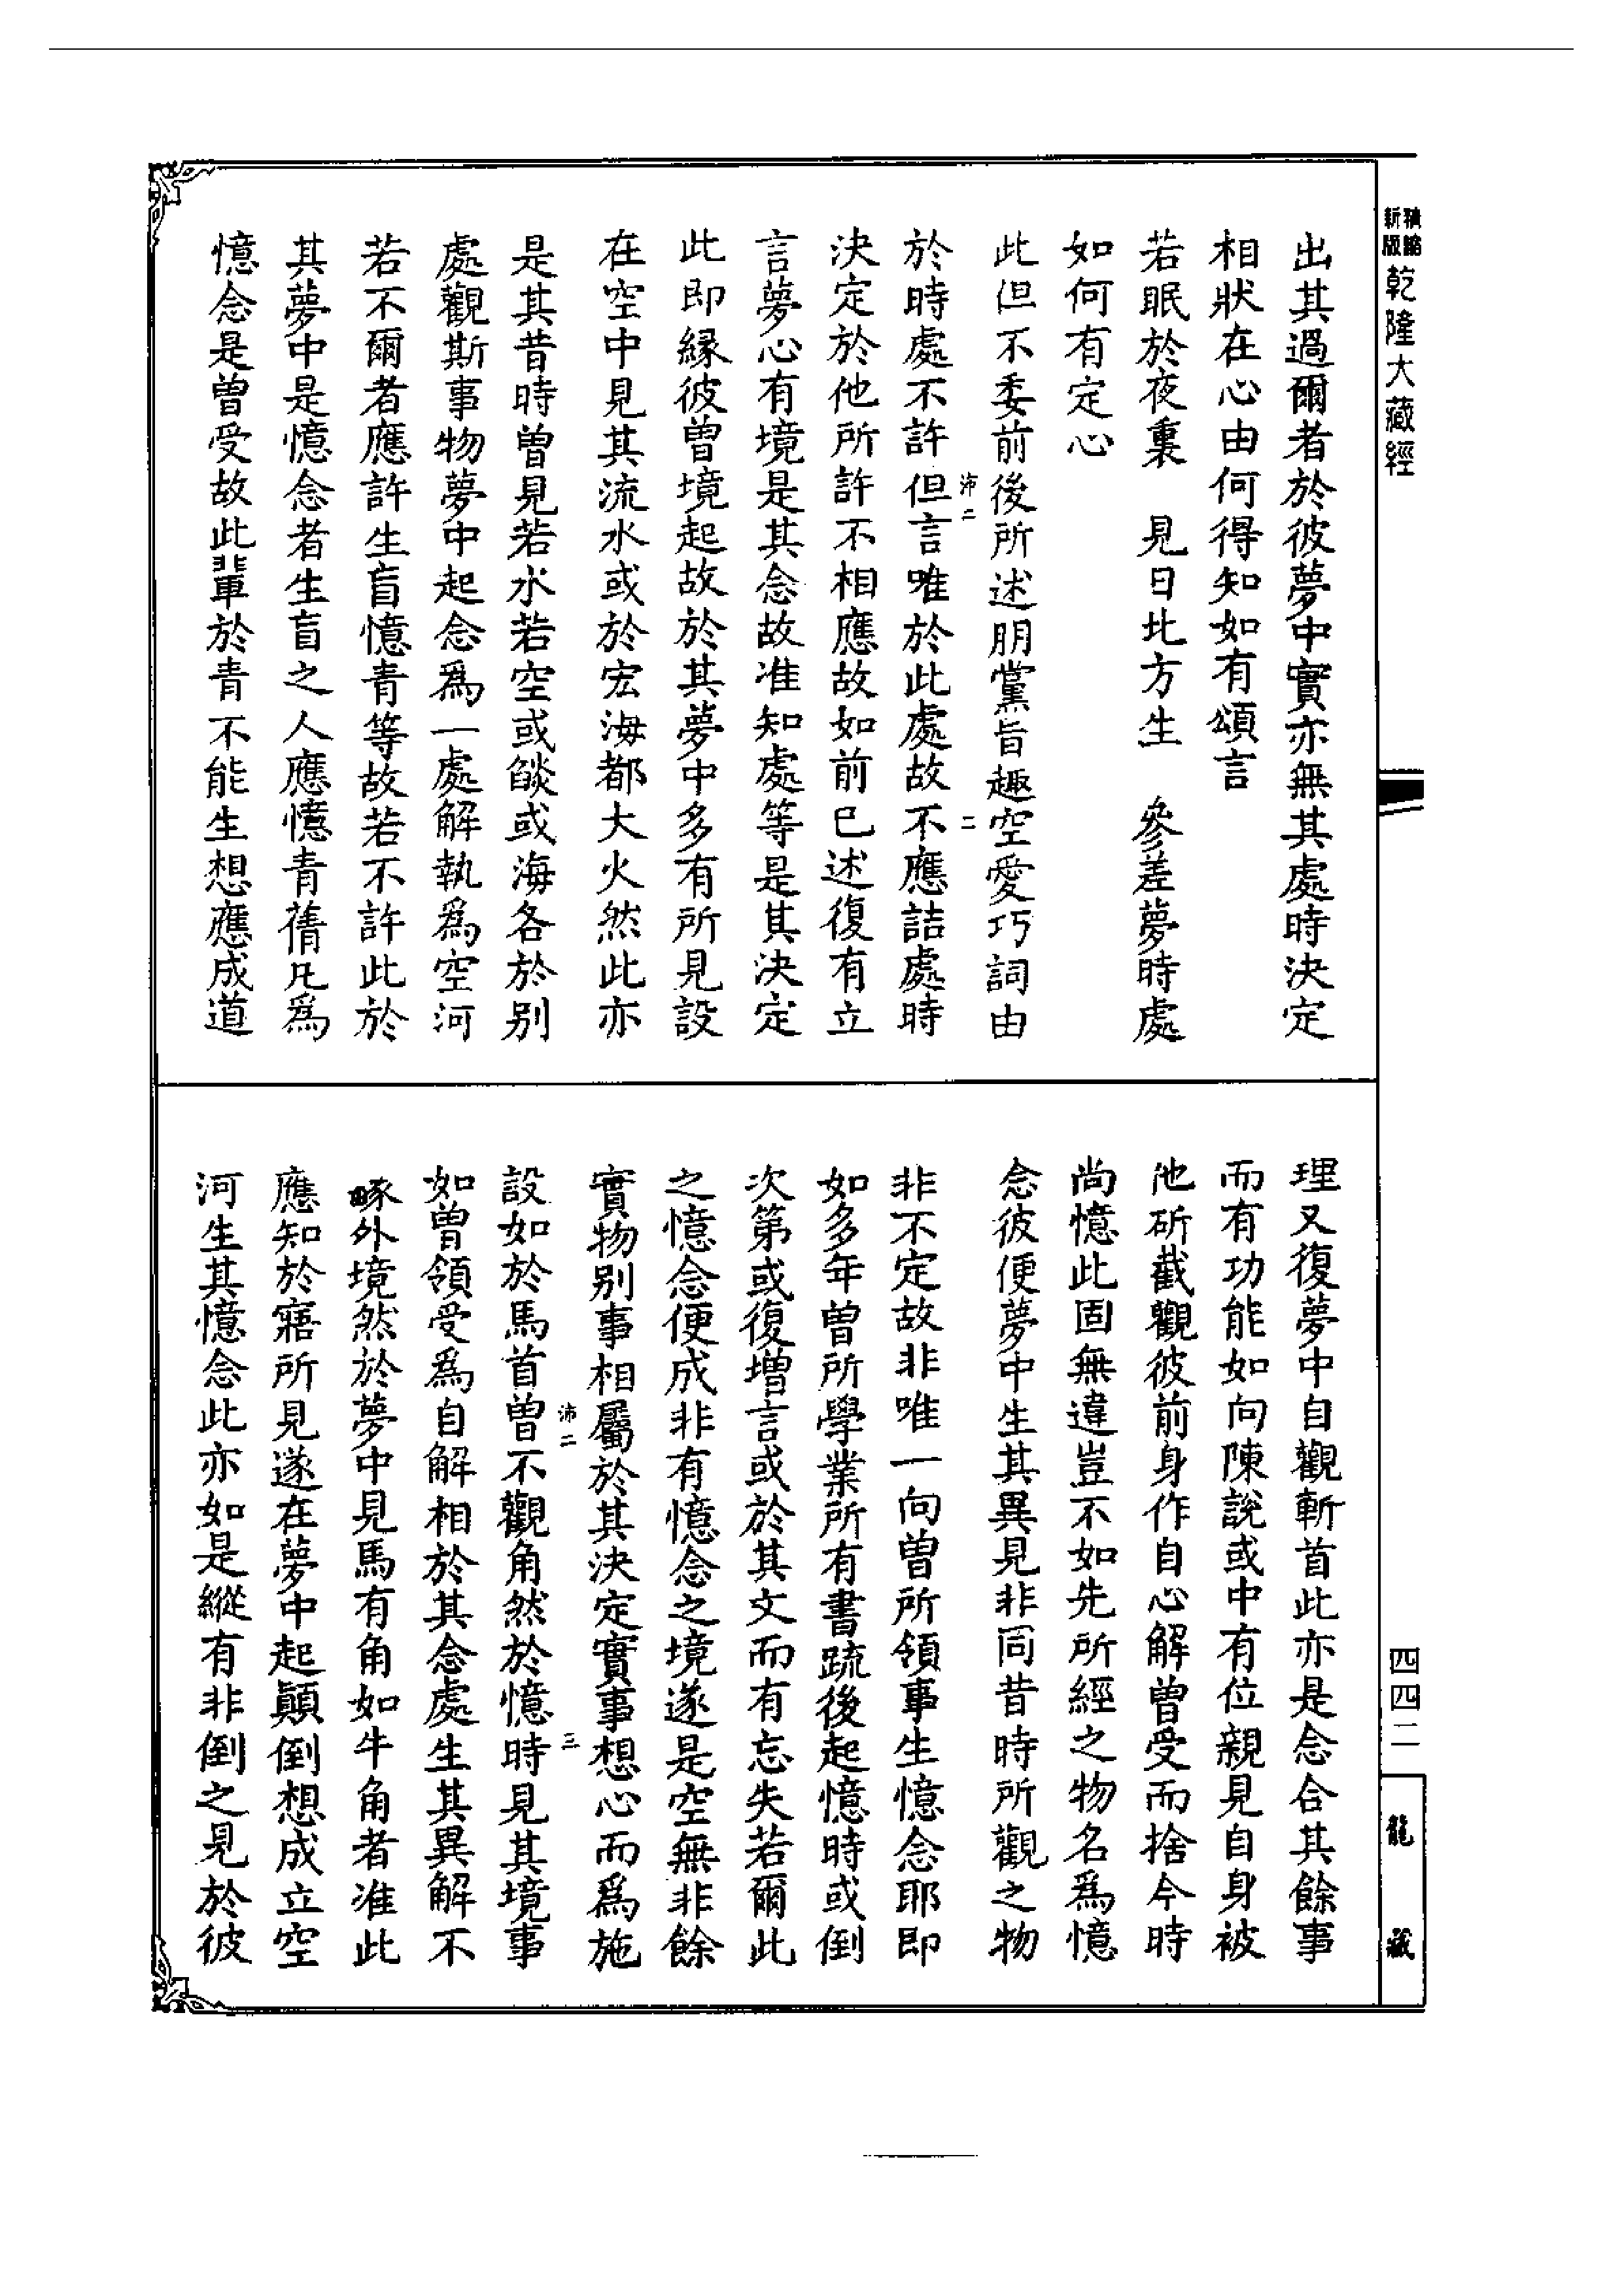 精縮
新版
乾隆大藏經
出其過爾者於彼夢中實亦無其處時決定
相狀在心由何得知如有頌言
若眠於夜裏　見日北方生　參差夢時處
如何有定心
此但不委前後所述朋黨旨趣空愛巧詞由
於時處不許但言唯於此處故不應詰處時
沛二
二
決定於他所許不相應故如前已述復有立
言夢心有境是其念故准知處等是其決定
此即緣彼曾境起故於其夢中多有所見設
在空中見其流水或於宏海都大火然此亦
是其昔時曾見若水若空或餤或海各於別
處觀斯事物夢中起念為一處解執為空河
若不爾者應許生盲憶青等故若不許此於
其夢中是憶念者生盲之人應憶青蒨凡為
憶念是曾受故此輩於青不能生想應成道
理又復夢中自觀斬首此亦是念合其餘事
而有功能如向陳說或中有位親見自身被
他斫截觀彼前身作自心解曾受而捨今時
尚憶此固無違豈不如先所經之物名為憶
念彼便夢中生其異見非同昔時所觀之物
非不定故非唯一向曾所領事生憶念耶即
如多年曾所學業所有書疏後起憶時或倒
次第或復增言或於其文而有忘失若爾此
之憶念便成非有憶念之境遂是空無非餘
實物別事相屬於其決定實事想心而為施
沛二
三
設如於馬首曾不觀角然於憶時見其境事
如曾領受為自解相於其念處生其異解不
啄外境然於夢中見馬有角如牛角者准此
應知於寤所見遂在夢中起顛倒想成立空
河生其憶念此亦如是縱有非倒之見於彼
四四二
龍藏